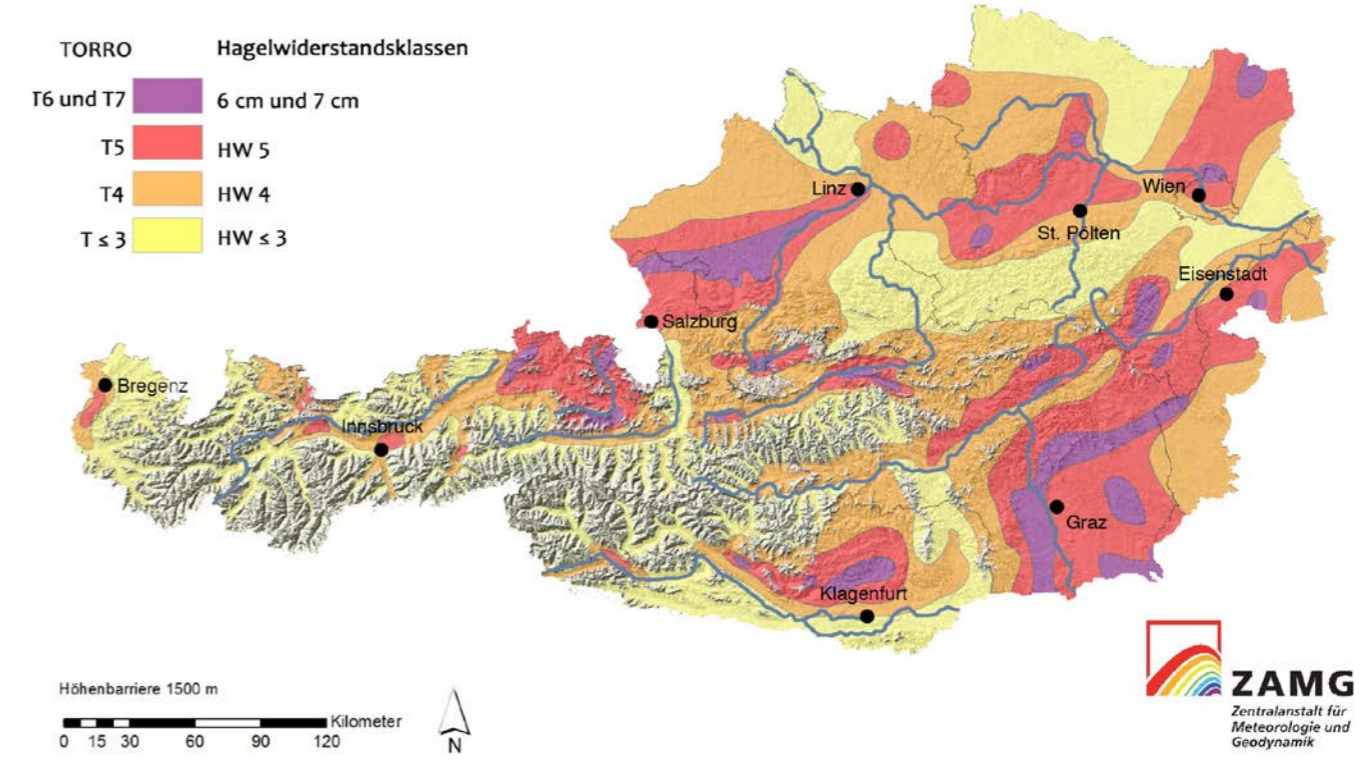 TORRO Hagelwiderstandsklassen
T6 und T7 6 cm und 7 cm
T5 HW 5
T4 HW 4
T ≤ 3 HW ≤ 3
Linz
Wien
St. Pölten
Eisenstadt
Salzburg
Bregenz
Innsbruck
Graz
Klagenfurt
Höhenbarriere 1500 m
Kilometer
0 15 30 60 90 120
N
ZAMG
Zentralanstalt für
Meteorologie und
Geodynamik